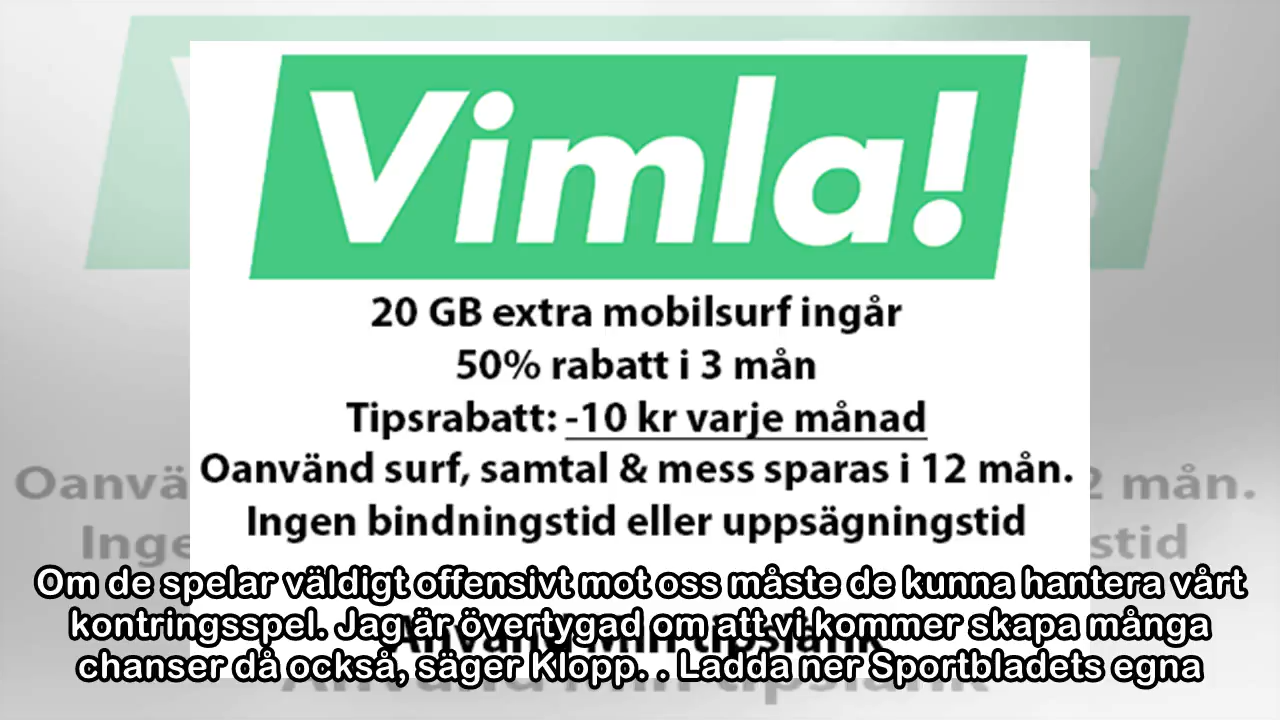 Vimla!
20 GB extra mobilsurf ingår
50% rabatt i 3 mån
Tipsrabatt: -10 kr varje månad
Oanvänd surf, samtal & mess sparas i 12 mån.
Ingen bindningstid eller uppsägningstid
Använd Min tipslänk
Om de spelar väldigt offensivt mot oss måste de kunna hantera vårt
kontringsspel. Jag är övertygad om att vi kommer skapa många
chanser då också, säger Klopp. . Ladda ner Sportbladets egna